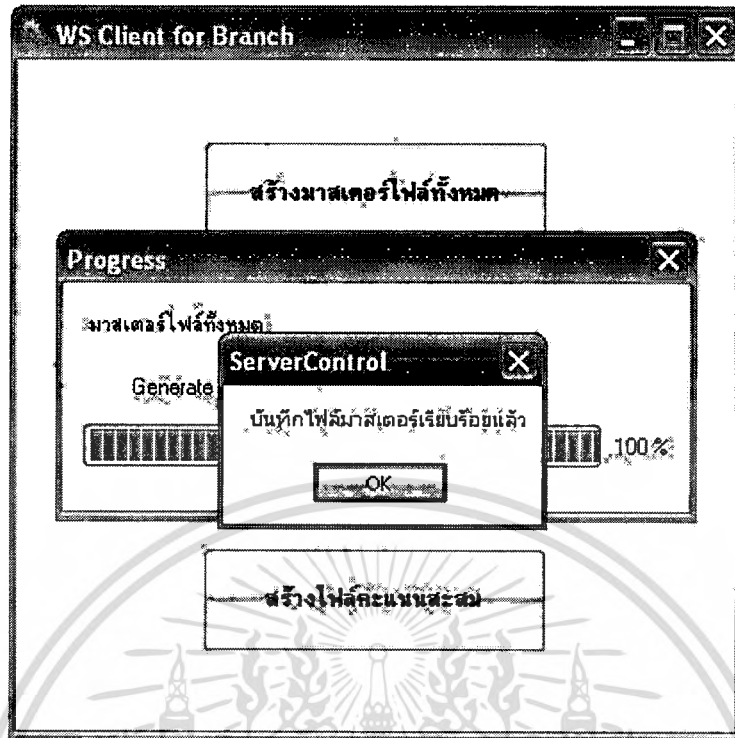 WS Client for Branch
สร้างมาสเตอร์ไฟล์ทั้งหมด
Progress
มาสเตอร์ไฟล์ทั้งหมด
ServerControl
Generate
บันทึกไฟล์มาสเตอร์เรียบร้อยแล้ว
100%
OK
สร้างไฟล์คะแนนสะสม